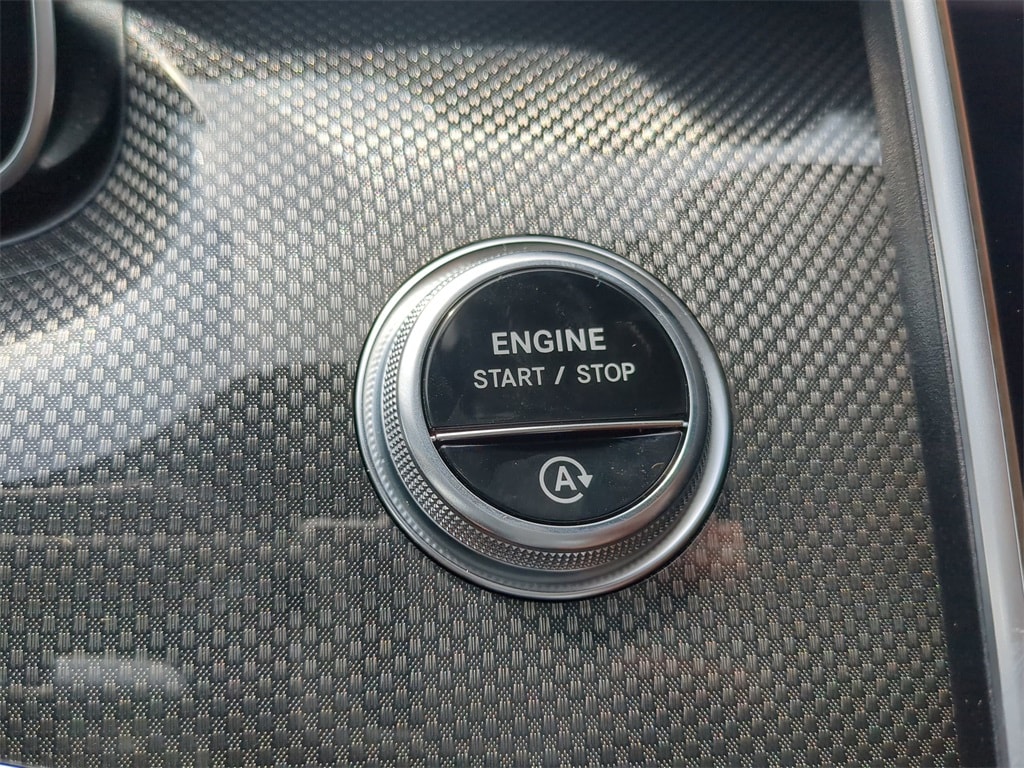 ENGINE
START / STOP
A